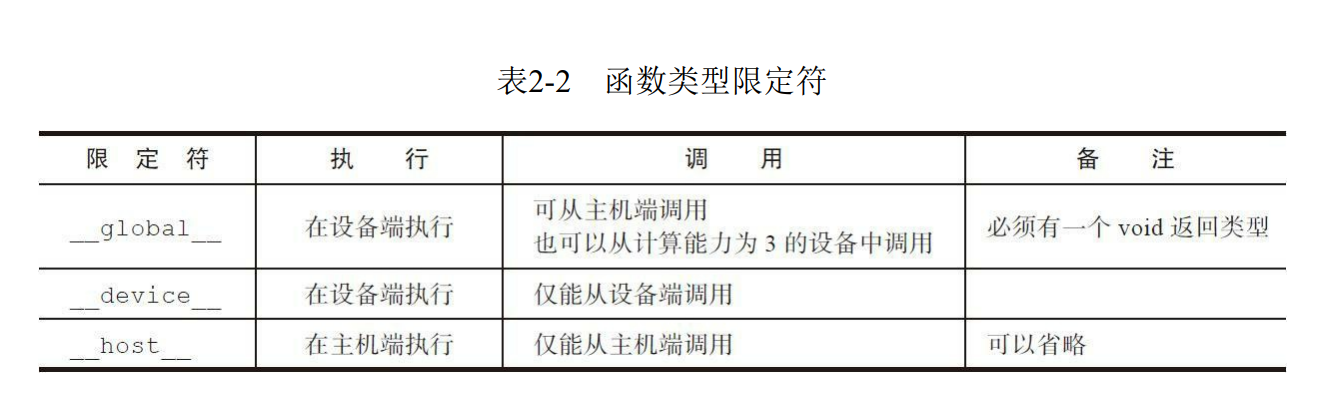 表2-2 函数类型限定符
限 定 符 执 行 调 用 备 注
__global__ 在设备端执行 可从主机端调用
也可以从计算能力为 3 的设备中调用 必须有一个 void 返回类型
__device__ 在设备端执行 仅能从设备端调用
__host__ 在主机端执行 仅能从主机端调用 可以省略